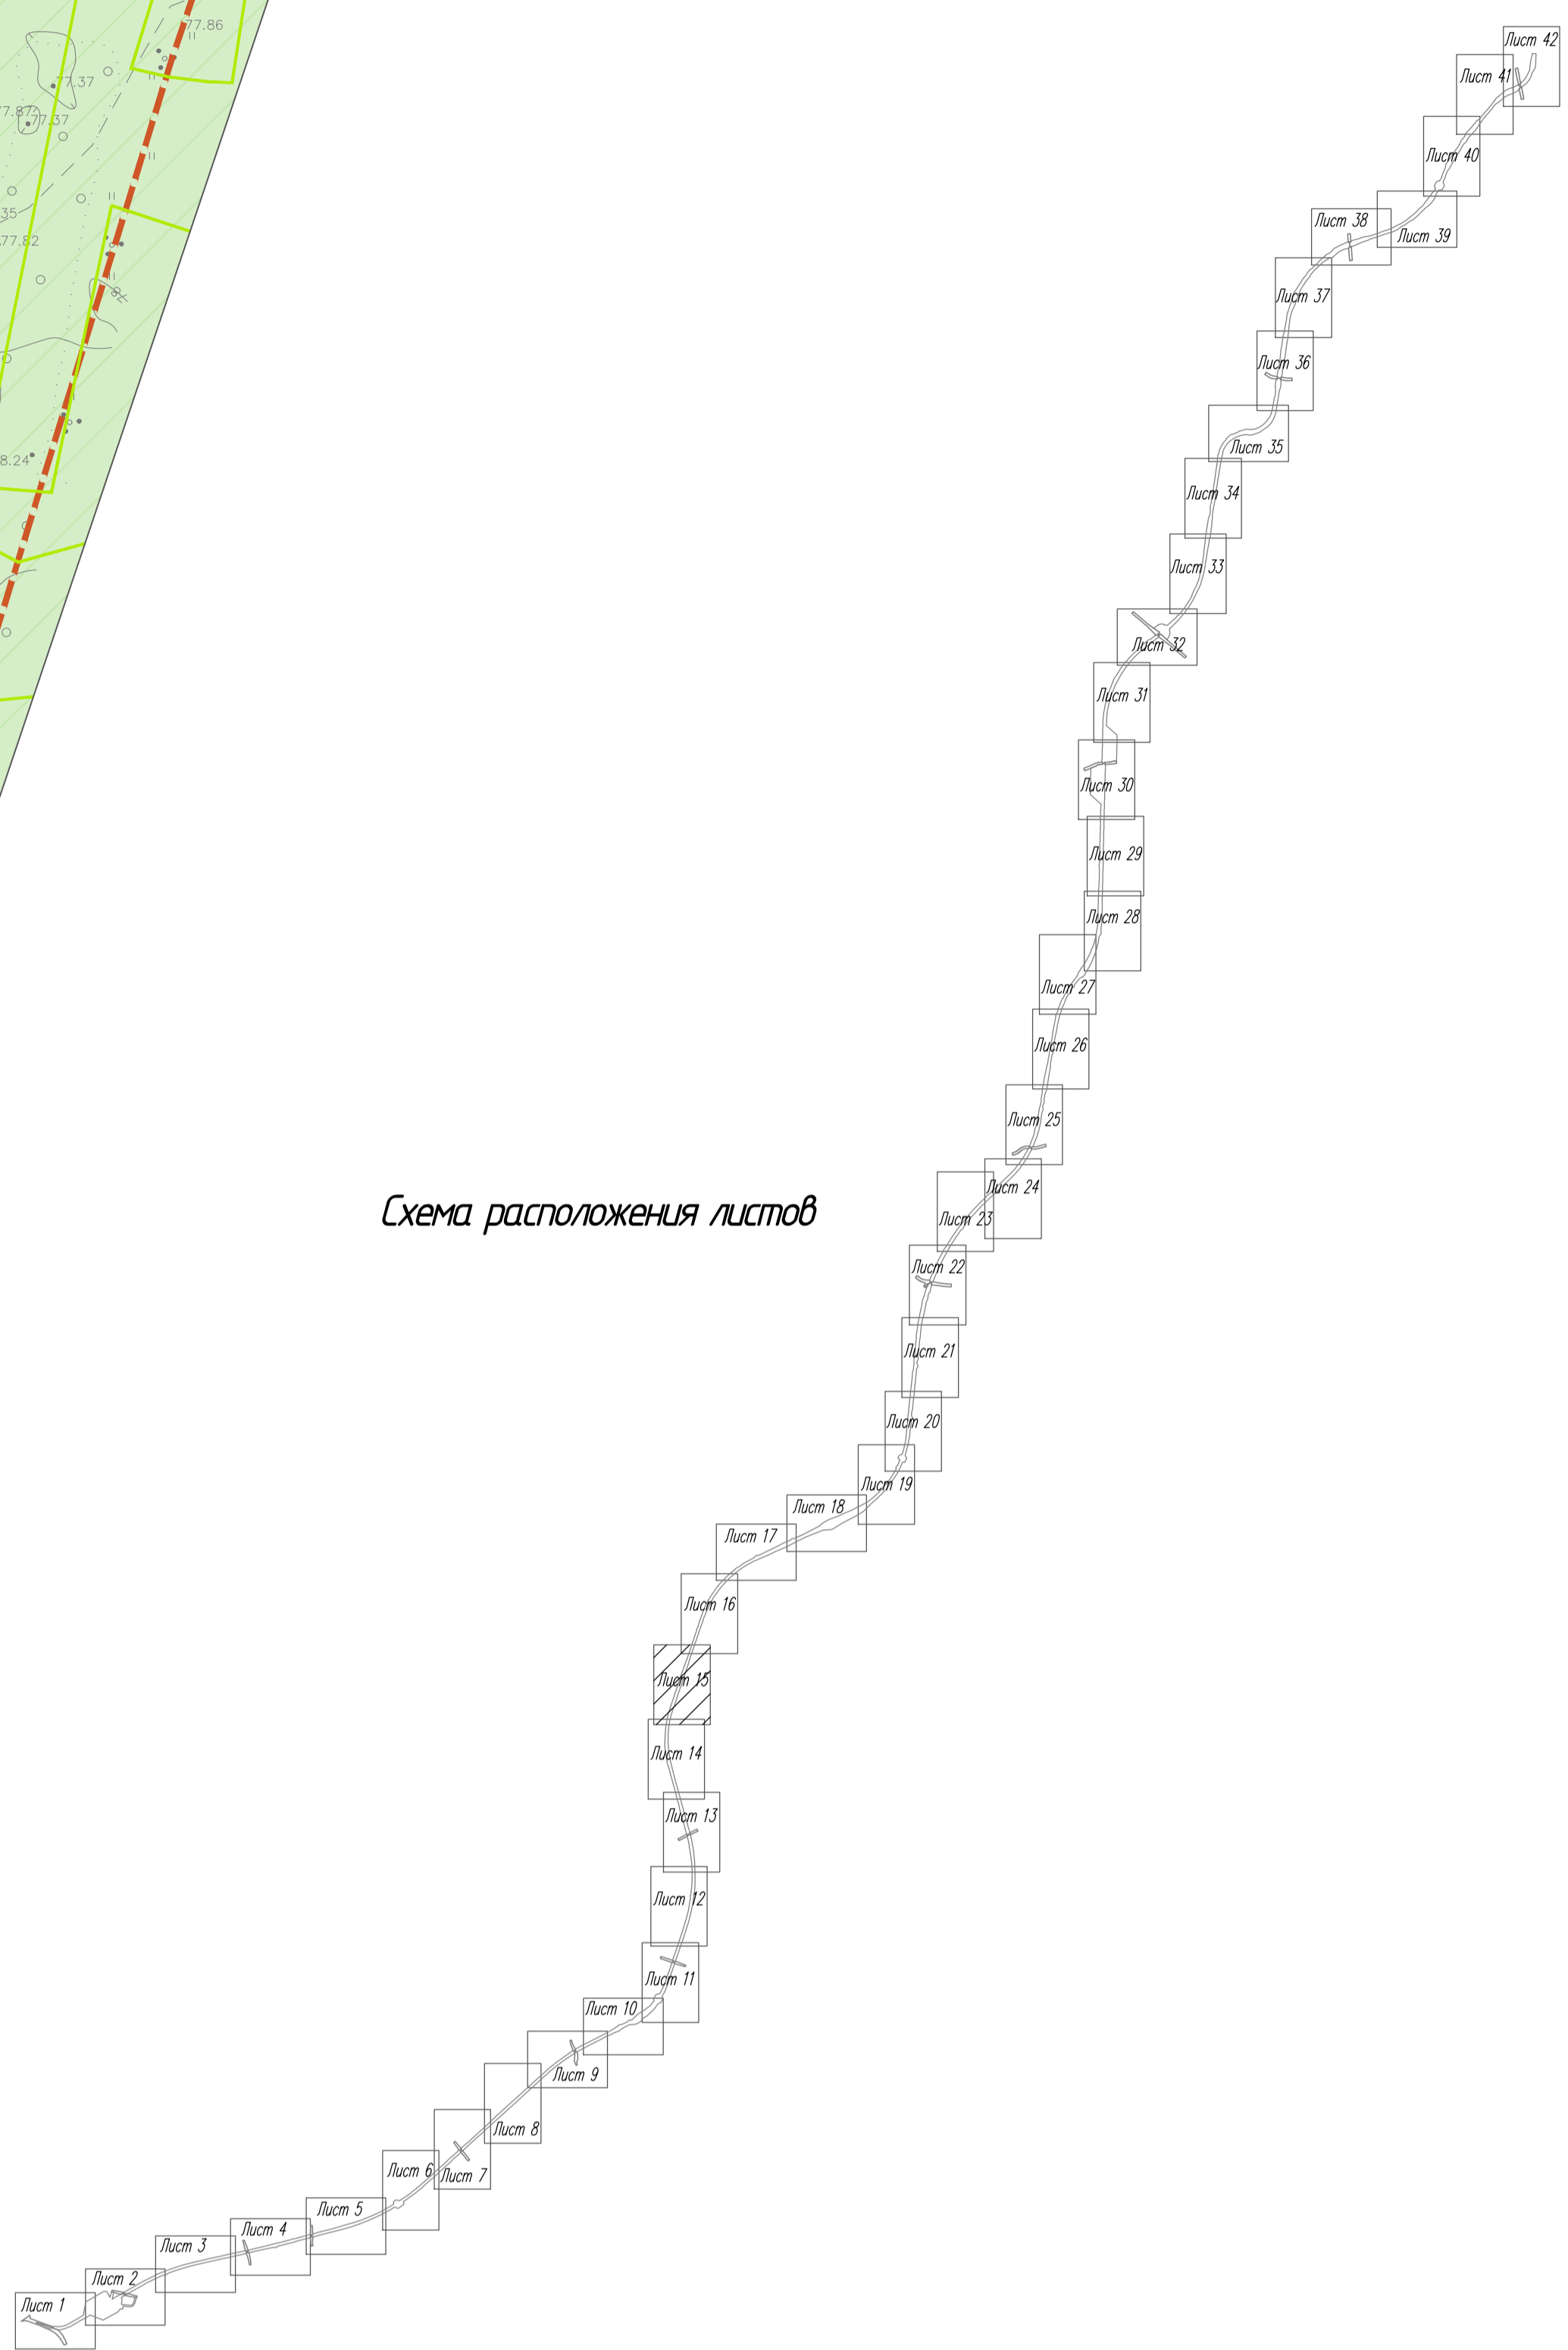 77.86
77.37
77.87
77.37
35
77.82
78
8.24
Лист 42
Лист 41
Лист 40
Лист 39
Лист 38
Лист 37
Лист 36
Лист 35
Лист 34
Лист 33
Лист 32
Лист 31
Лист 30
Лист 29
Лист 28
Лист 27
Лист 26
Лист 25
Лист 24
Схема расположения листов
Лист 23
Лист 22
Лист 21
Лист 20
Лист 19
Лист 18
Лист 17
Лист 16
Лист 15
Лист 14
Лист 13
Лист 12
Лист 11
Лист 10
Лист 9
Лист 8
Лист 7
Лист 6
Лист 5
Лист 4
Лист 3
Лист 2
Лист 1